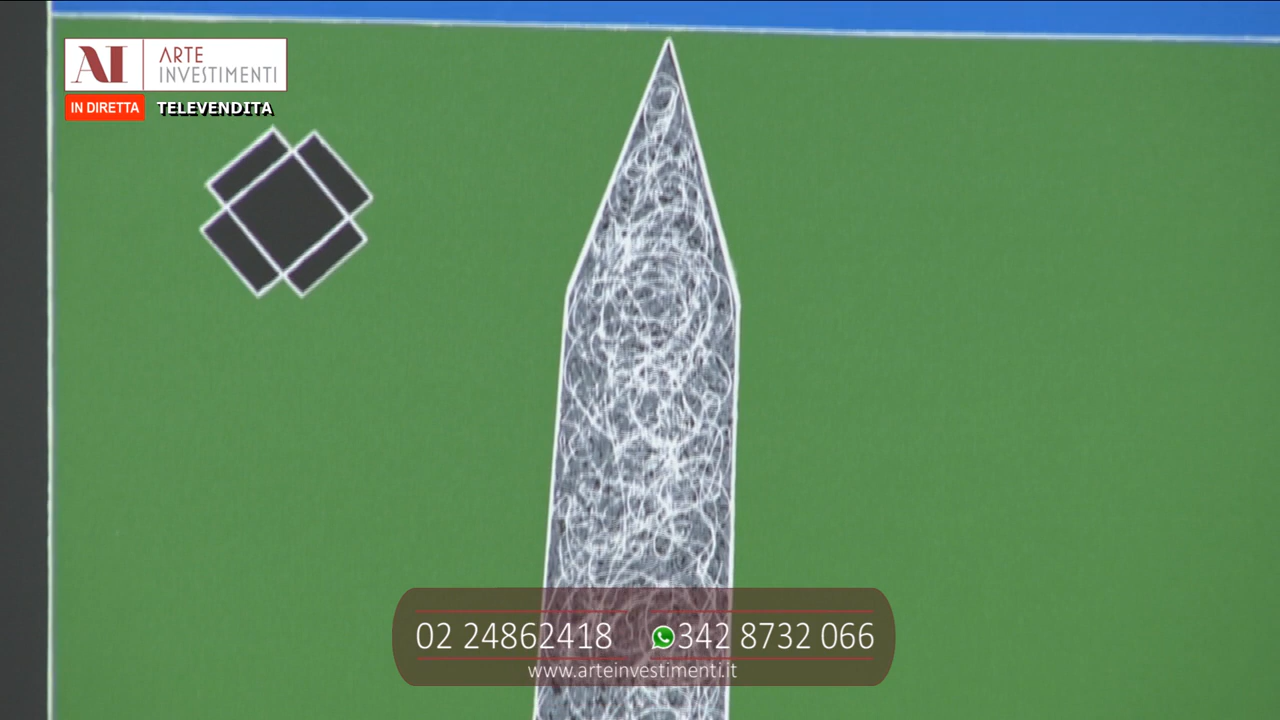 AI ARTE
INVESTIMENTI
IN DIRETTA TELEVENDITA
02 24862418 342 8732 066
www.arteinvestimenti.it